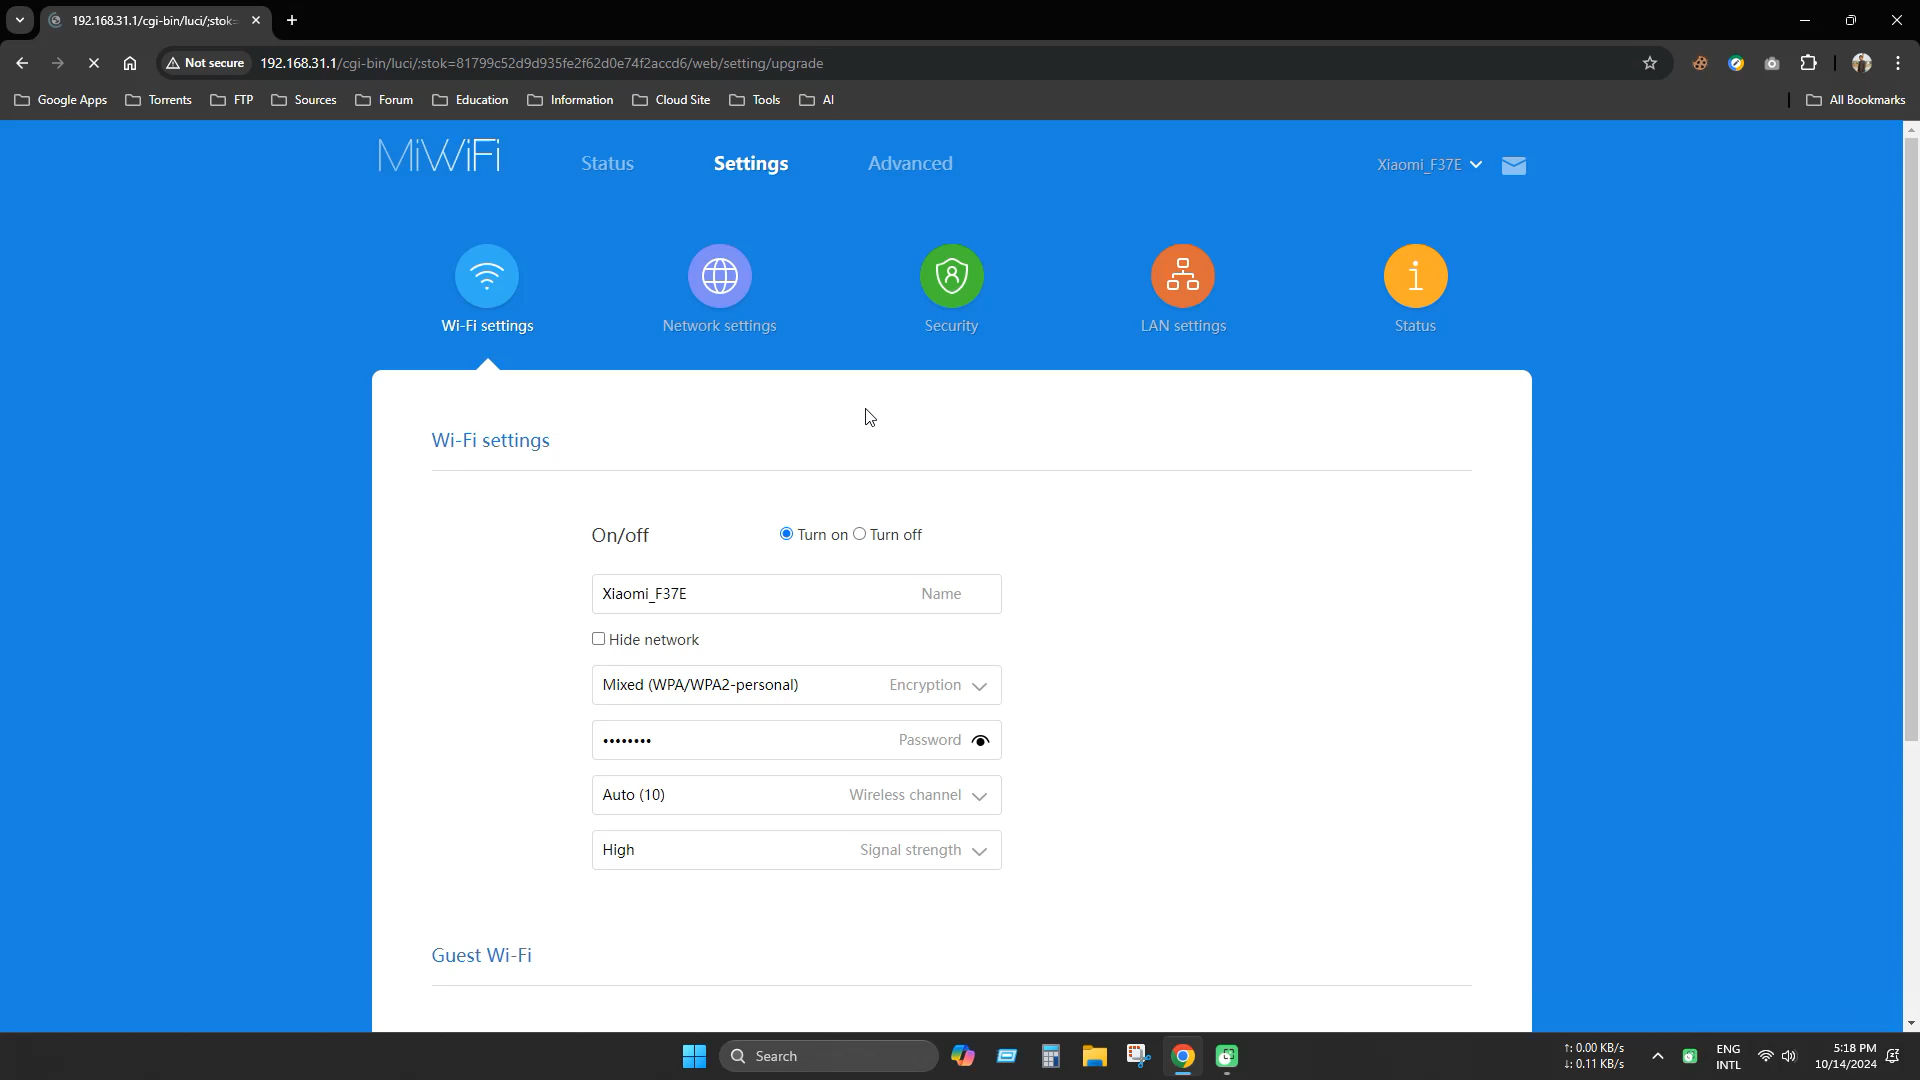 192.168.31.1/cgi-bin/luci/;stok=
Not secure
192.168.31.1/cgi-bin/luci/;stok=81799c52d9d935fe2f62d0e74f2accd6/web/setting/upgrade
Google Apps Torrents FTP Sources Forum Education Information Cloud Site Tools AI All Bookmarks
MiWiFi Status Settings Advanced Xiaomi_F37E
Wi-Fi settings Network settings Security LAN settings Status
Wi-Fi settings
On/off Turn on Turn off
Xiaomi_F37E Name
Hide network
Mixed (WPA/WPA2-personal) Encryption
•••••••• Password
Auto (10) Wireless channel
High Signal strength
Guest Wi-Fi
Search
↑: 0.00 KB/s
↓: 0.11 KB/s
ENG
INTL
5:18 PM
10/14/2024